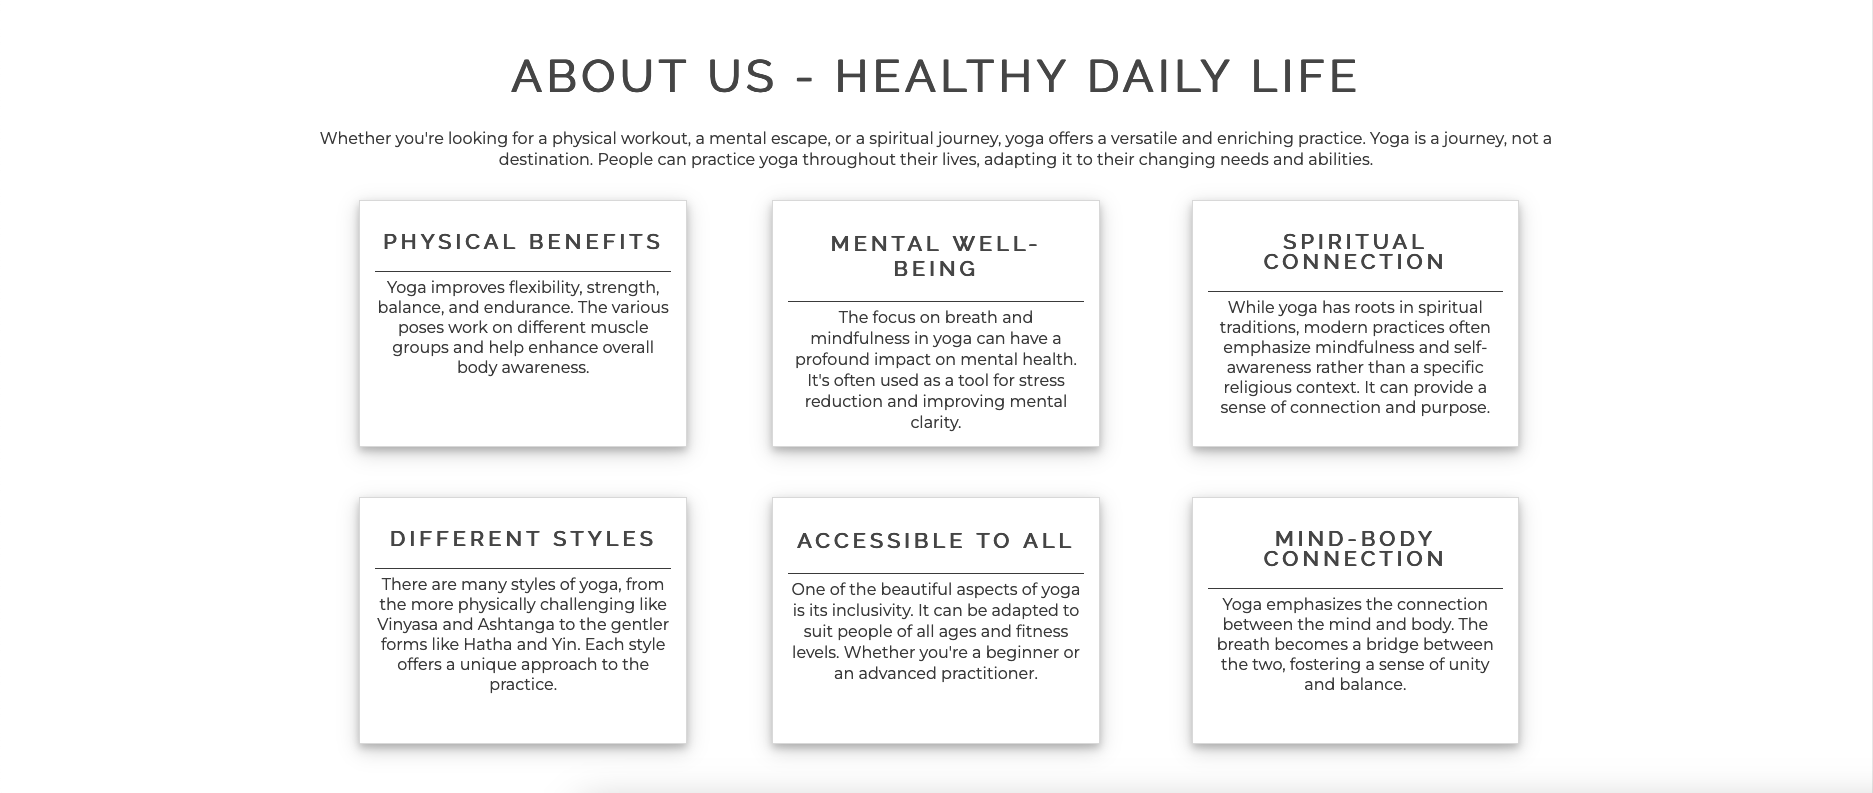 ABOUT US - HEALTHY DAILY LIFE
Whether you're looking for a physical workout, a mental escape, or a spiritual journey, yoga offers a versatile and enriching practice. Yoga is a journey, not a
destination. People can practice yoga throughout their lives, adapting it to their changing needs and abilities.
PHYSICAL BENEFITS
Yoga improves flexibility, strength,
balance, and endurance. The various
poses work on different muscle
groups and help enhance overall
body awareness.
MENTAL WELL-
BEING
The focus on breath and
mindfulness in yoga can have a
profound impact on mental health.
It's often used as a tool for stress
reduction and improving mental
clarity.
SPIRITUAL
CONNECTION
While yoga has roots in spiritual
traditions, modern practices often
emphasize mindfulness and self-
awareness rather than a specific
religious context. It can provide a
sense of connection and purpose.
DIFFERENT STYLES
There are many styles of yoga, from
the more physically challenging like
Vinyasa and Ashtanga to the gentler
forms like Hatha and Yin. Each style
offers a unique approach to the
practice.
ACCESSIBLE TO ALL
One of the beautiful aspects of yoga
is its inclusivity. It can be adapted to
suit people of all ages and fitness
levels. Whether you're a beginner or
an advanced practitioner.
MIND-BODY
CONNECTION
Yoga emphasizes the connection
between the mind and body. The
breath becomes a bridge between
the two, fostering a sense of unity
and balance.